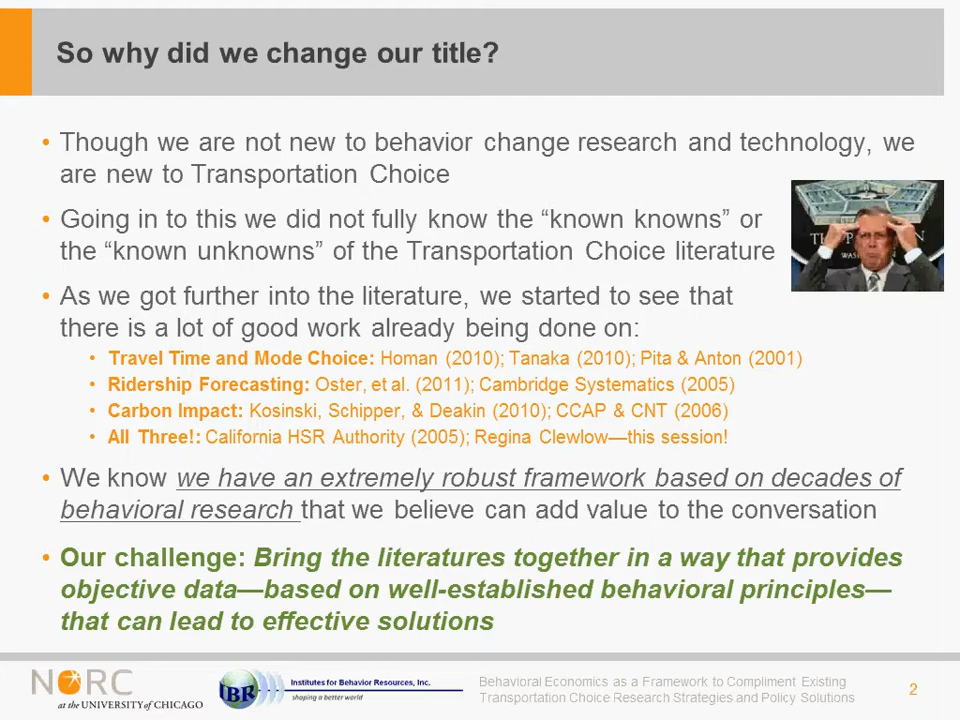 So why did we change our title?
• Though we are not new to behavior change research and technology, we
are new to Transportation Choice
• Going in to this we did not fully know the “known knowns” or
the “known unknowns” of the Transportation Choice literature
• As we got further into the literature, we started to see that
there is a lot of good work already being done on:
• Travel Time and Mode Choice: Homan (2010); Tanaka (2010); Pita & Anton (2001)
• Ridership Forecasting: Oster, et al. (2011); Cambridge Systematics (2005)
• Carbon Impact: Kosinski, Schipper, & Deakin (2010); CCAP & CNT (2006)
• All Three!: California HSR Authority (2005); Regina Clewlow—this session!
• We know we have an extremely robust framework based on decades of
behavioral research that we believe can add value to the conversation
• Our challenge: Bring the literatures together in a way that provides
objective data—based on well-established behavioral principles—
that can lead to effective solutions
NORC
at the UNIVERSITY of CHICAGO
IBR
Institutes for Behavior Resources, Inc.
shaping a better world
Behavioral Economics as a Framework to Compliment Existing
Transportation Choice Research Strategies and Policy Solutions
2